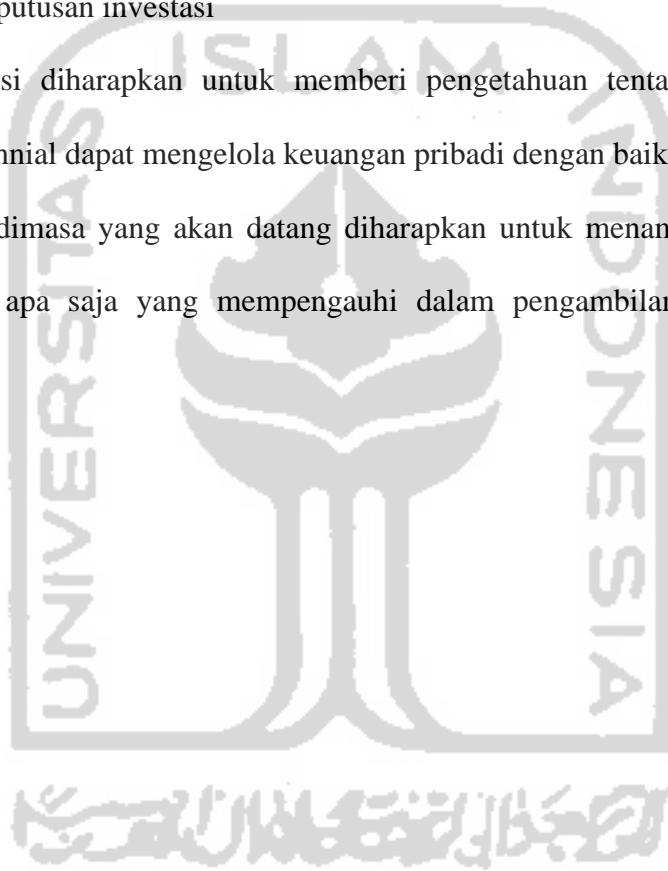 putusan investasi
si diharapkan untuk memberi pengetahuan tenta
nnial dapat mengelola keuangan pribadi dengan baik
dimasa yang akan datang diharapkan untuk menam
apa saja yang mempengauhi dalam pengambilan
ISLAM
UNIVERSITAS
INDONESIA